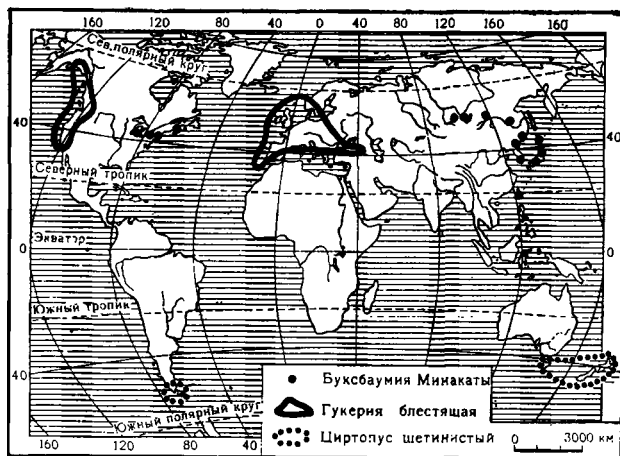 160 120 80 40 0 40 80 120 160 160
Сев.полярный круг
40 40
Северный тропик
Экватор
0 0
Южный тропик
40
Южный полярный круг
160 120 80 40
Буксбаумия Минакаты
Гукерия блестящая
Циртопус щетинистый
0 3000 км